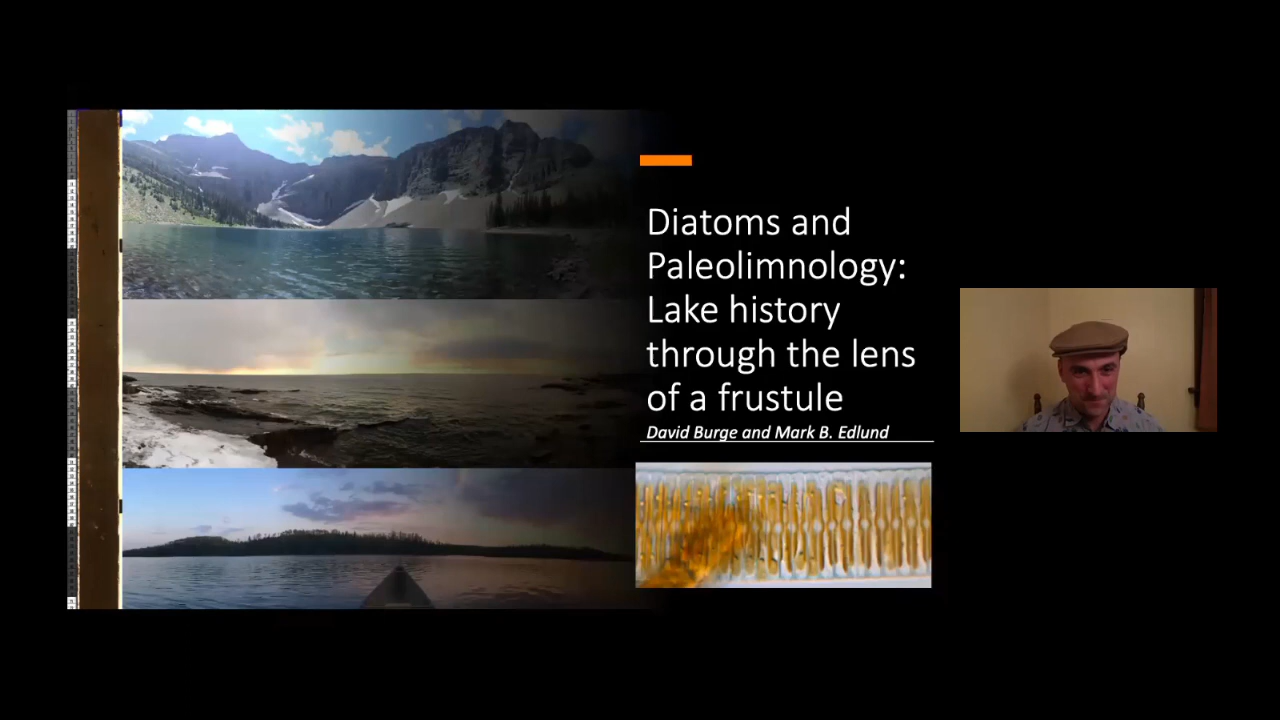 Diatoms and
Paleolimnology:
Lake history
through the lens
of a frustule
David Burge and Mark B. Edlund